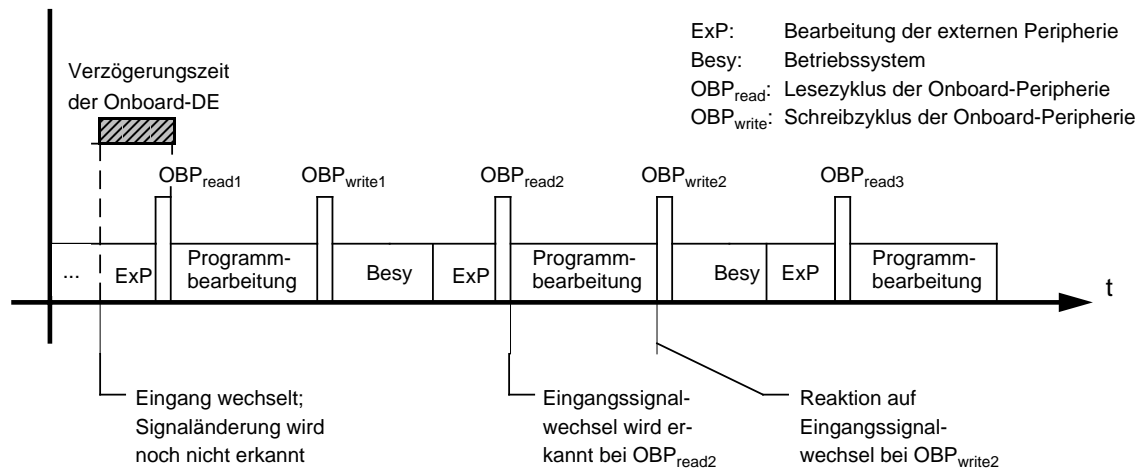 ExP: Bearbeitung der externen Peripherie
Besy: Betriebssystem
OBPread: Lesezyklus der Onboard-Peripherie
OBPwrite: Schreibzyklus der Onboard-Peripherie
Verzögerungszeit
der Onboard-DE
OBPread1 OBPwrite1 OBPread2 OBPwrite2 OBPread3
... ExP Programm-
bearbeitung Besy ExP Programm-
bearbeitung Besy ExP Programm-
bearbeitung
t
Eingang wechselt;
Signaländerung wird
noch nicht erkannt
Eingangssignal-
wechsel wird er-
kannt bei OBPread2
Reaktion auf
Eingangssignal-
wechsel bei OBPwrite2